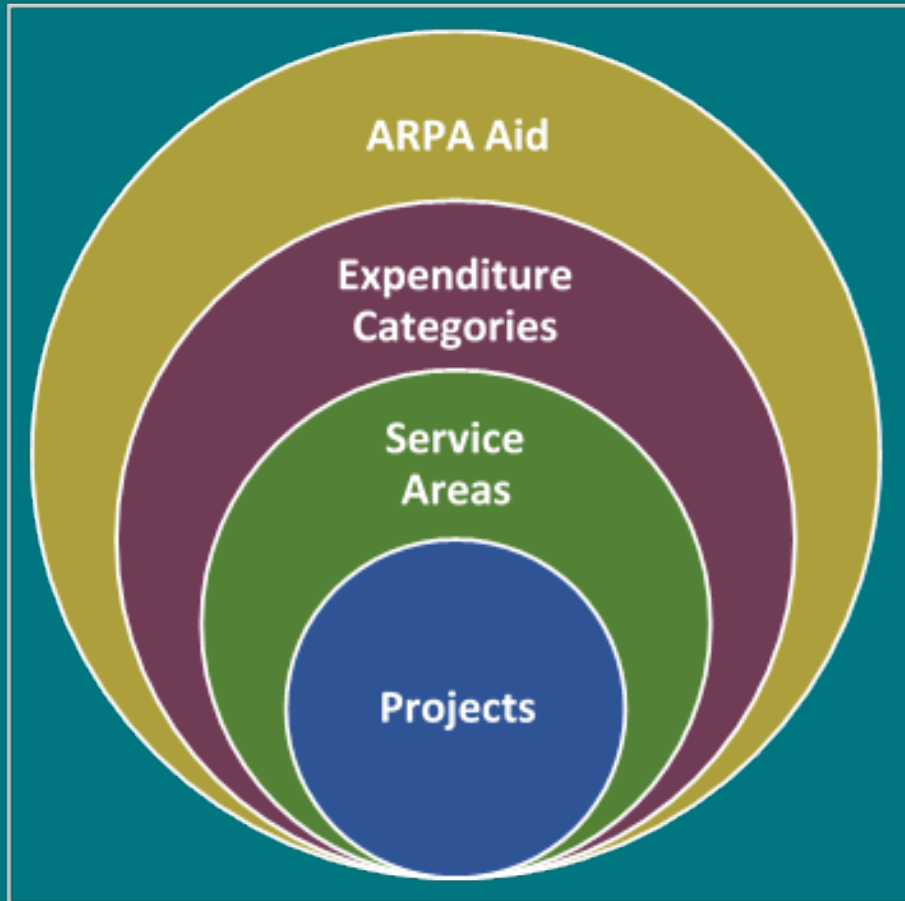 ARPA Aid
Expenditure
Categories
Service
Areas
Projects